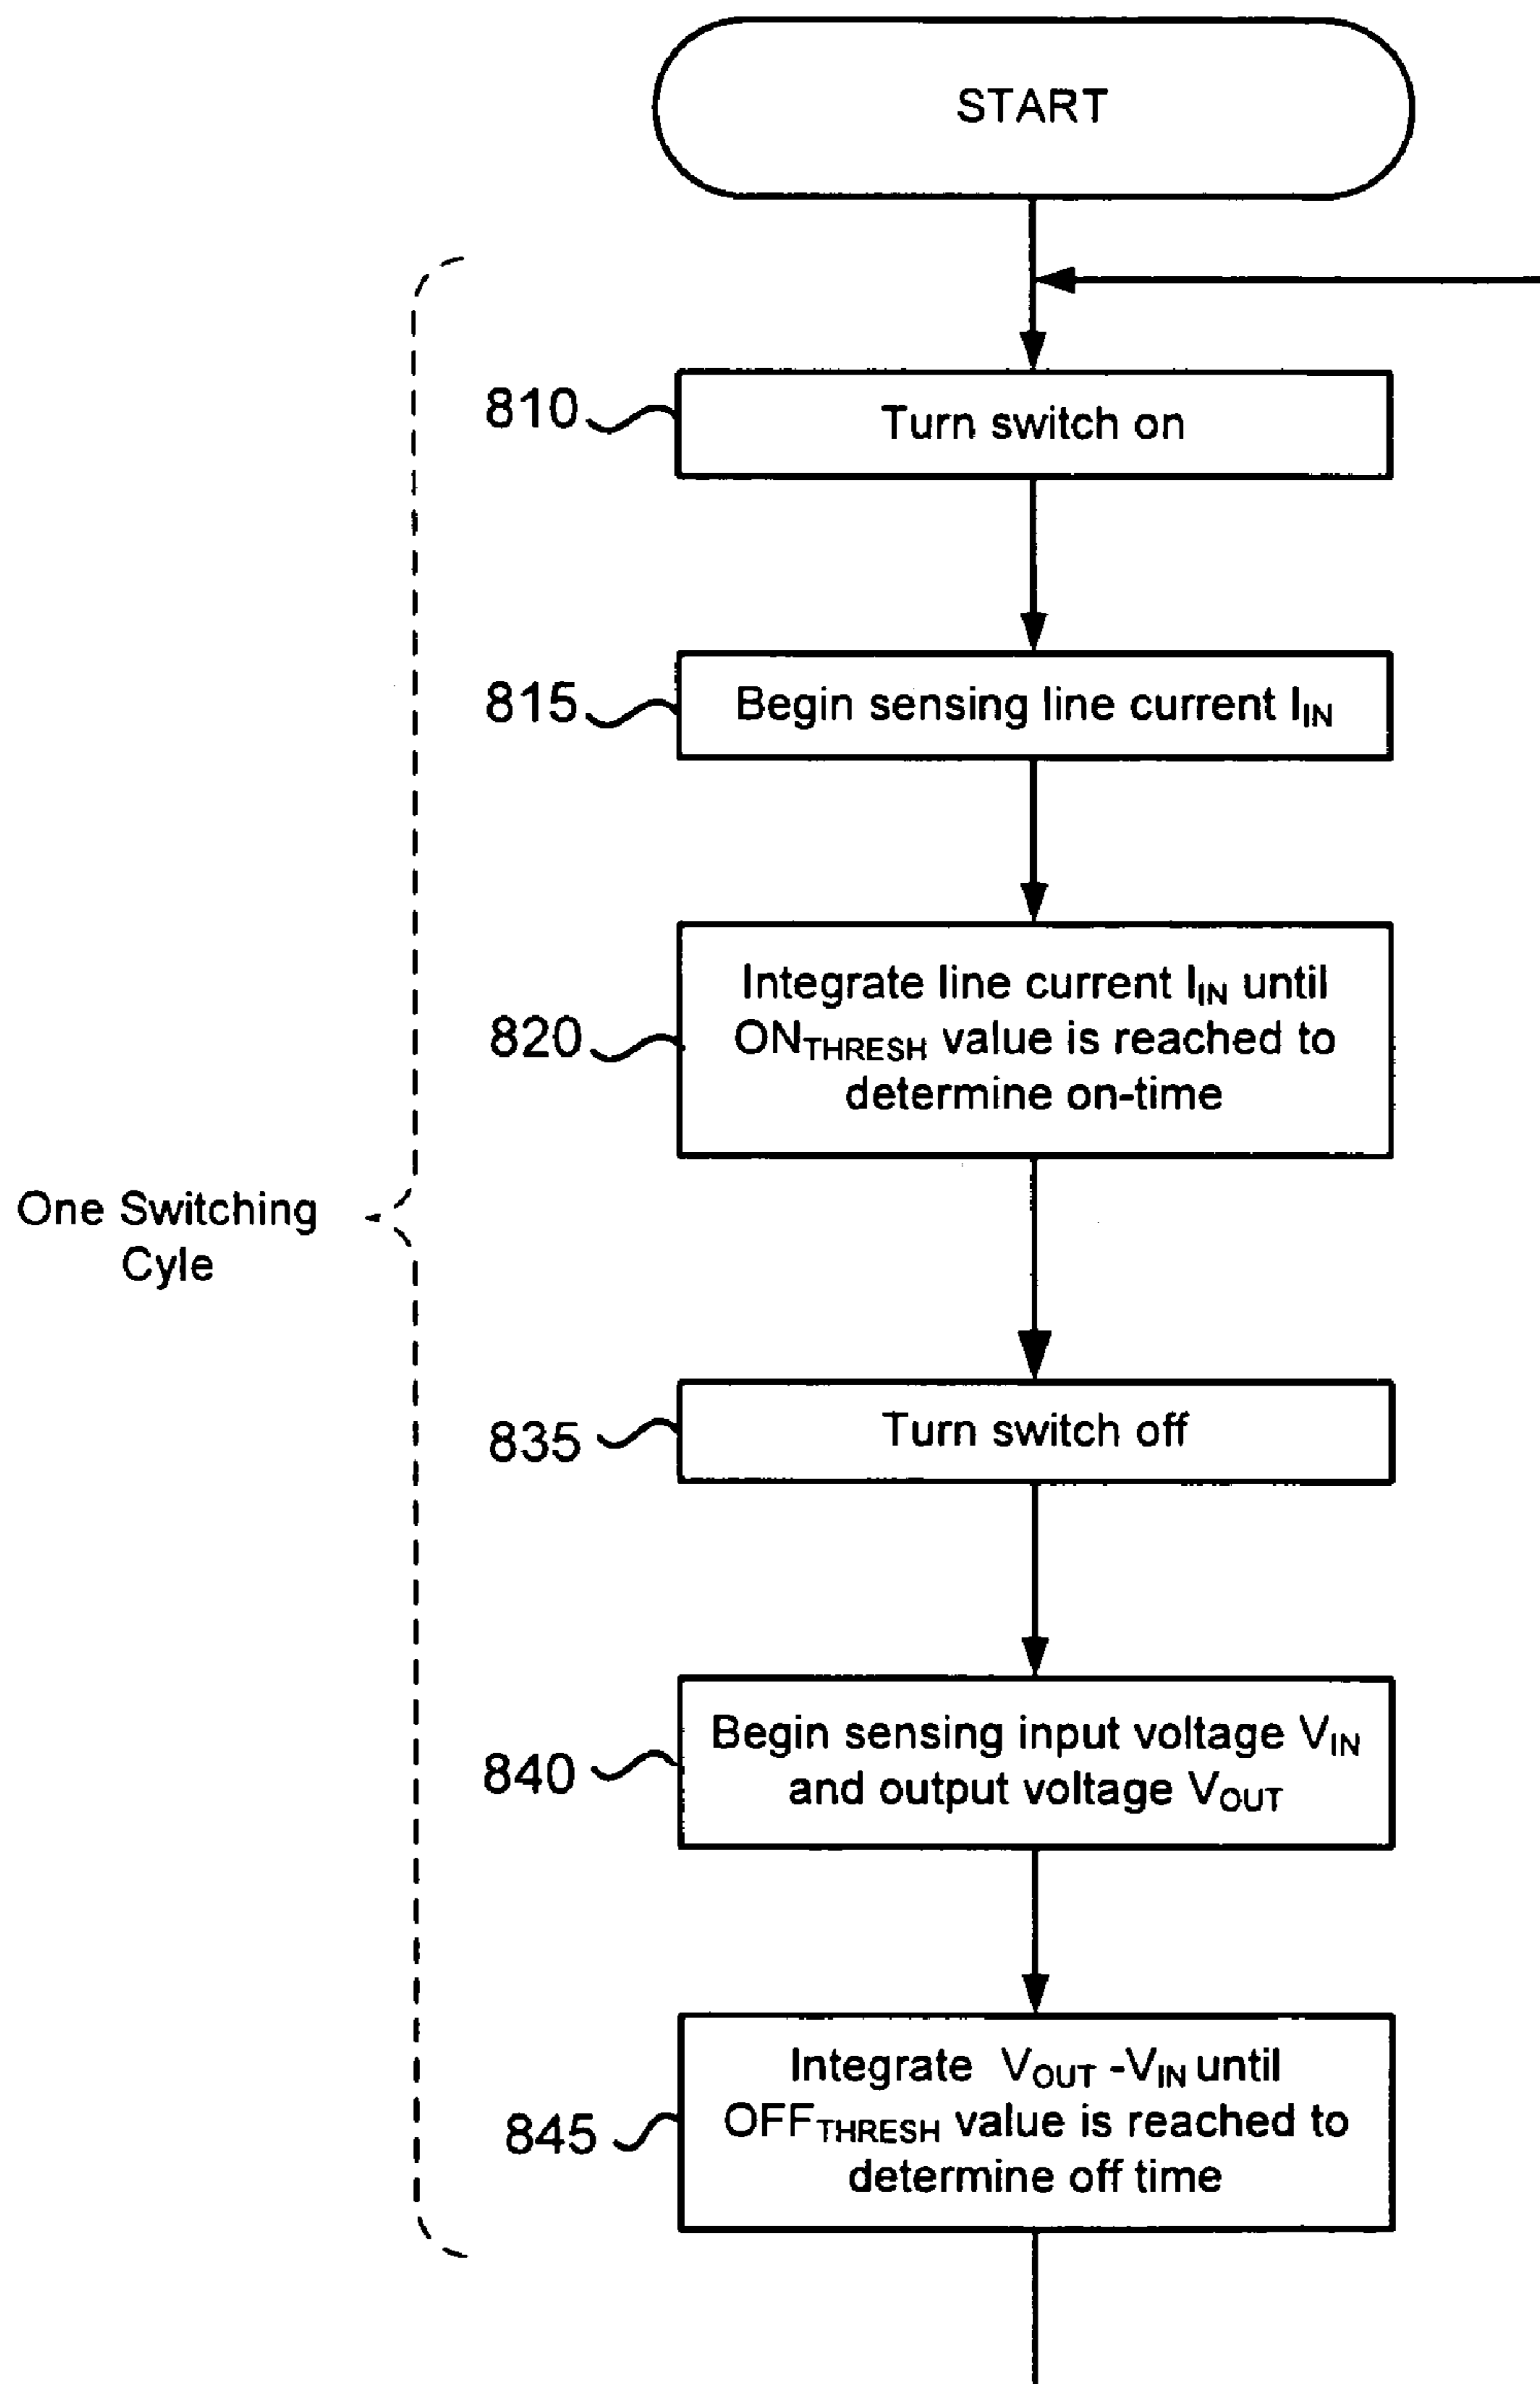 START
810
Turn switch on
815
Begin sensing line current I_IN
820
Integrate line current I_IN until
ON_THRESH value is reached to
determine on-time
One Switching
Cyle
835
Turn switch off
840
Begin sensing input voltage V_IN
and output voltage V_OUT
845
Integrate V_OUT -V_IN until
OFF_THRESH value is reached to
determine off time